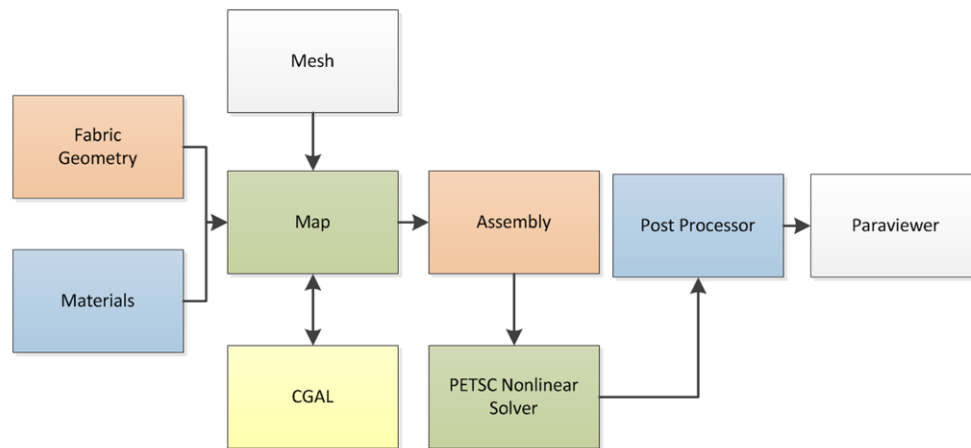 Mesh
Fabric
Geometry
Map
Assembly
Post Processor
Paraviewer
Materials
CGAL
PETSC Nonlinear
Solver